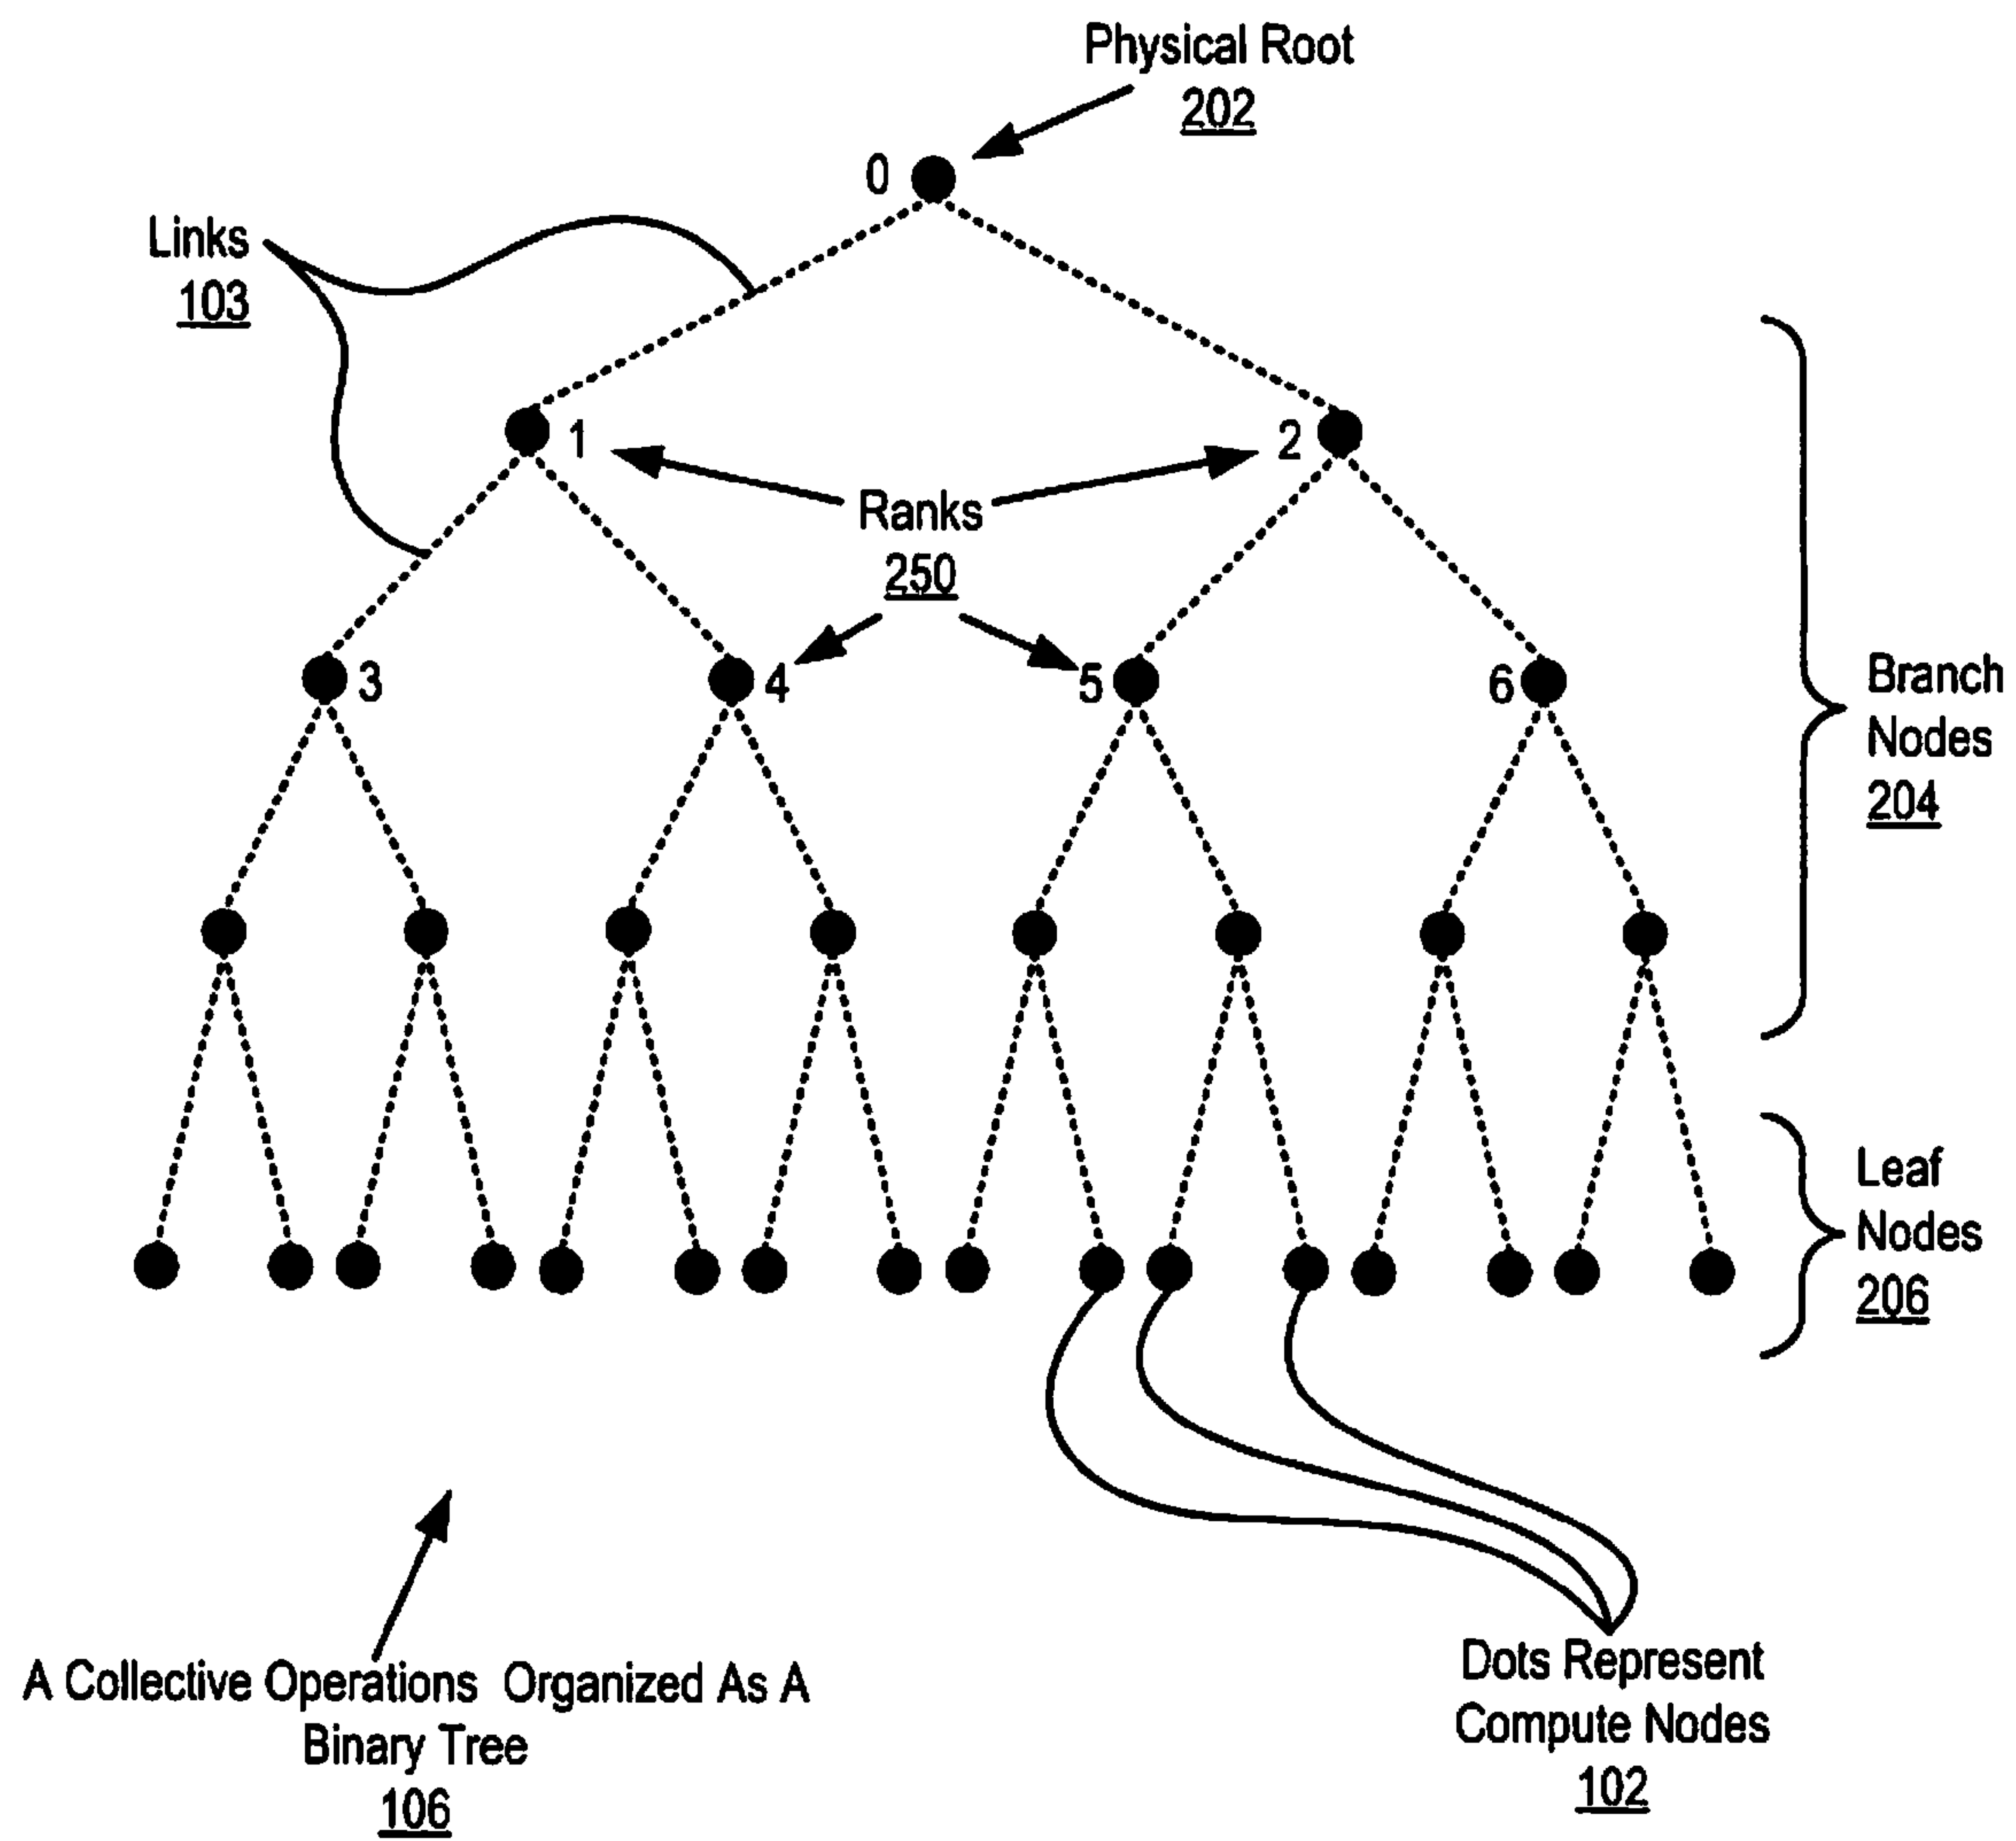 Physical Root
202
0
Links
103
1
2
Ranks
250
3
4
5
6
Branch
Nodes
204
Leaf
Nodes
206
A Collective Operations Organized As A
Binary Tree
106
Dots Represent
Compute Nodes
102